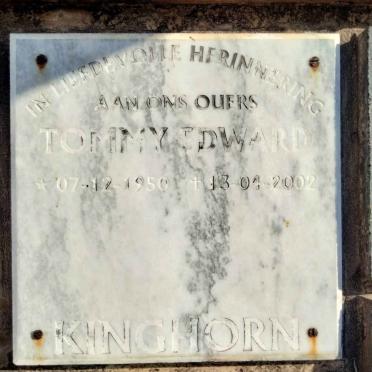 IN LIEFDEVOLLE HERINNERING
AAN ONS OUERS
TOMMY EDWARD
* 07-12-1950 + 13-04-2002
KINGHORN